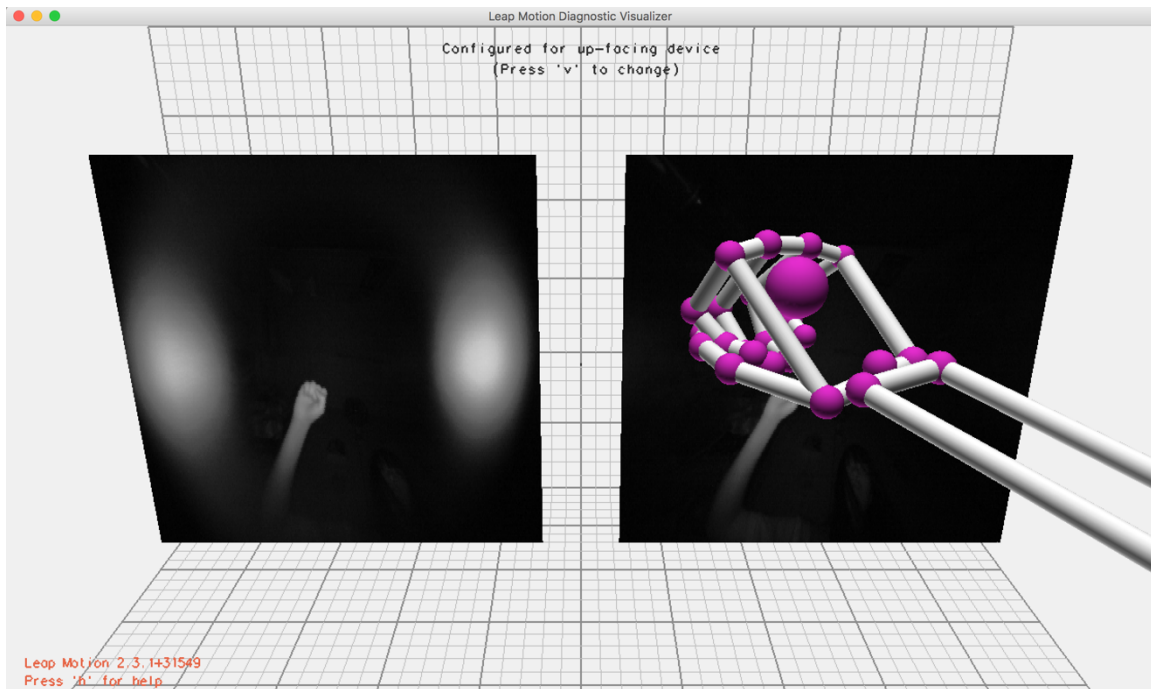 Leap Motion Diagnostic Visualizer
Configured for up-facing device
(Press 'v' to change)
Leap Motion 2.3.1+31549
Press 'h' for help